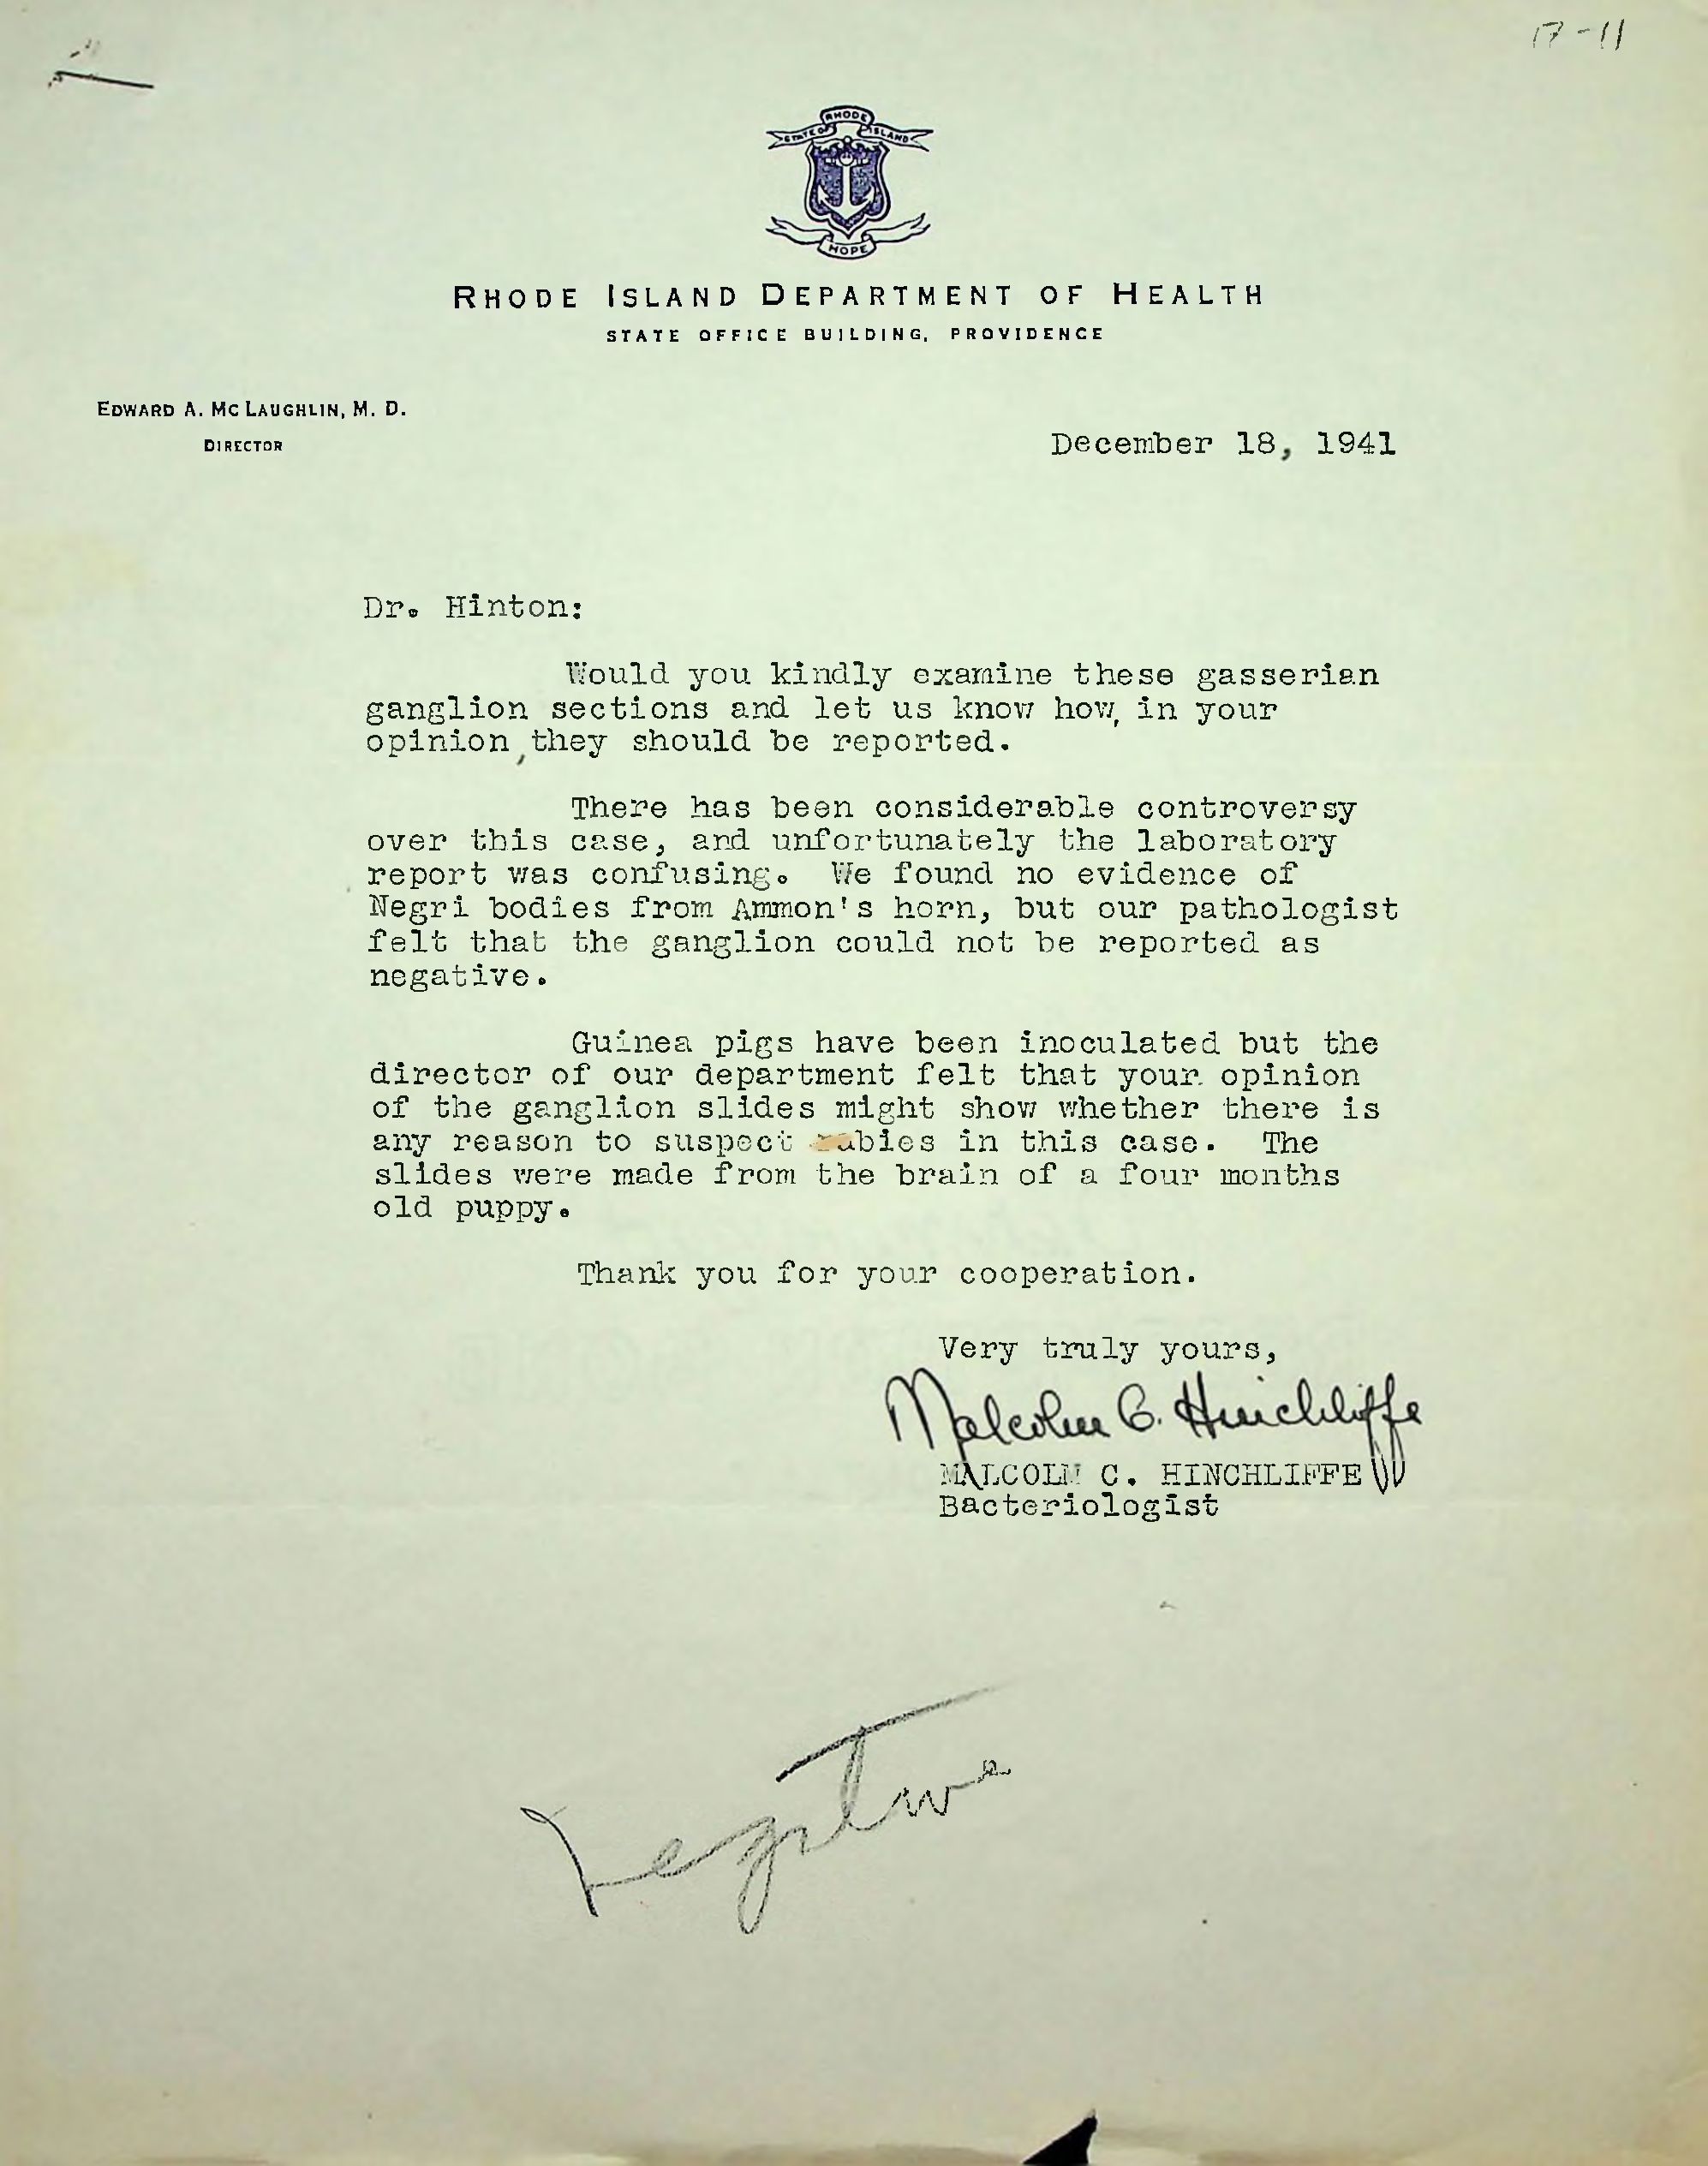 17-11
STATE OF RHODE ISLAND
HOPE
RHODE ISLAND DEPARTMENT OF HEALTH
STATE OFFICE BUILDING, PROVIDENCE
EDWARD A. MC LAUGHLIN, M. D.
DIRECTOR
December 18, 1941
Dr. Hinton:
Would you kindly examine these gasserian
ganglion sections and let us know how, in your
opinion, they should be reported.
There has been considerable controversy
over this case, and unfortunately the laboratory
report was confusing. We found no evidence of
Negri bodies from Ammon's horn, but our pathologist
felt that the ganglion could not be reported as
negative.
Guinea pigs have been inoculated but the
director of our department felt that your opinion
of the ganglion slides might show whether there is
any reason to suspect rabies in this case. The
slides were made from the brain of a four months
old puppy.
Thank you for your cooperation.
Very truly yours,
Malcolm C. Hinchliffe
MALCOLM C. HINCHLIFFE
Bacteriologist
Negative